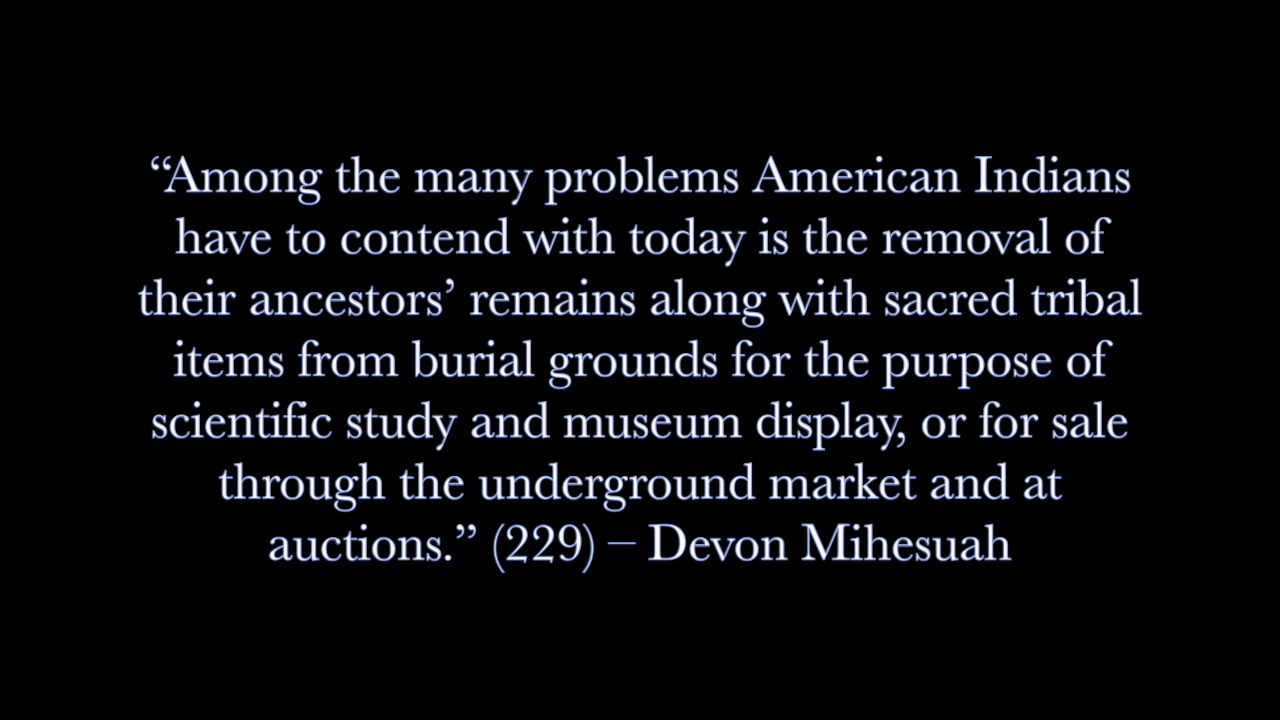 “Among the many problems American Indians
have to contend with today is the removal of
their ancestors’ remains along with sacred tribal
items from burial grounds for the purpose of
scientific study and museum display, or for sale
through the underground market and at
auctions.” (229) – Devon Mihesuah